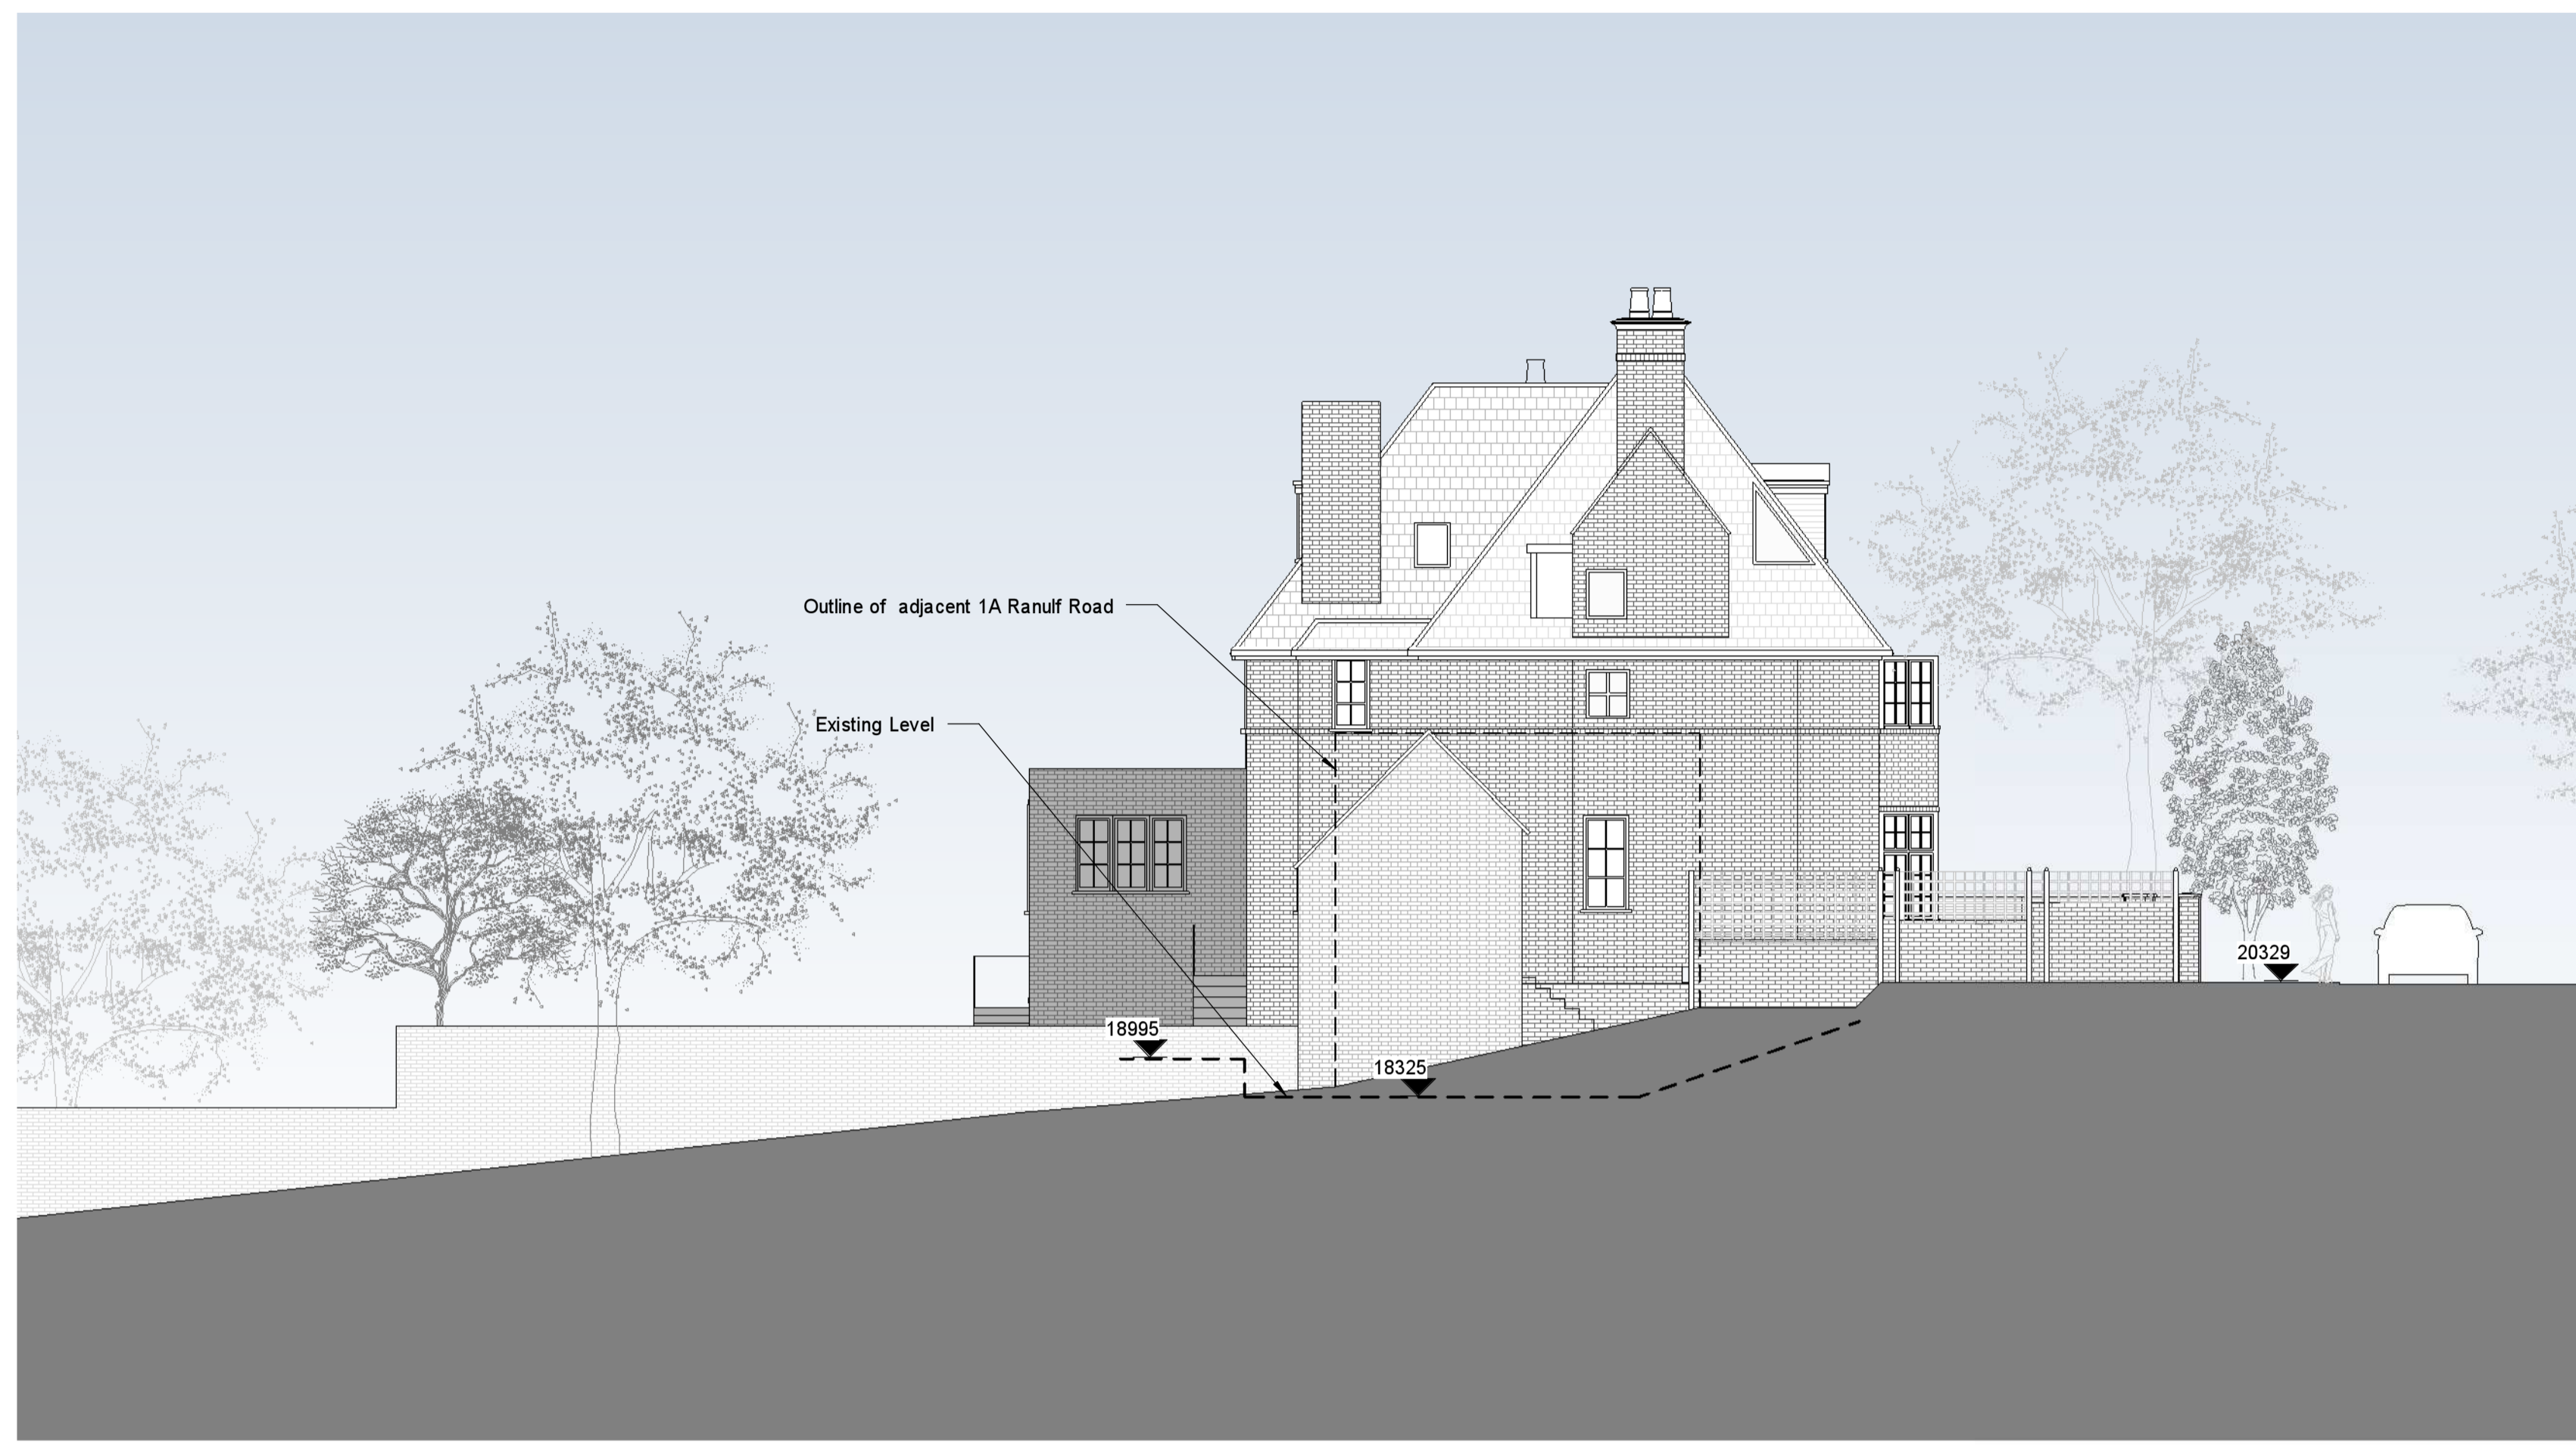 Outline of adjacent 1A Ranulf Road
Existing Level
20329
18995
18325